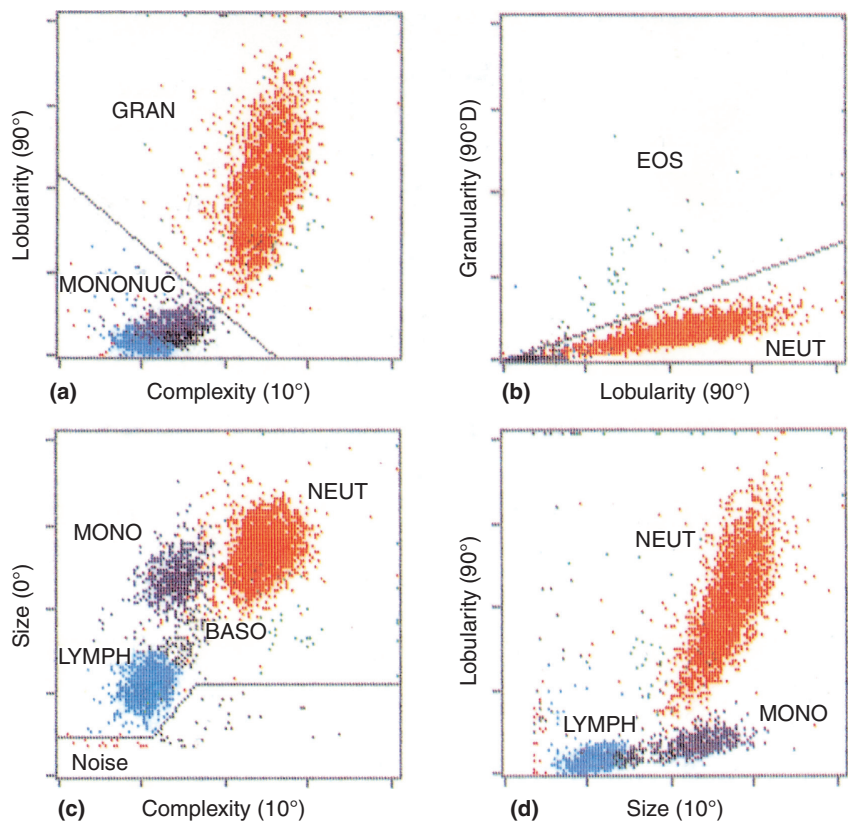 Lobularity (90°)
GRAN
MONONUC
(a)
Complexity (10°)
Granularity (90°D)
EOS
NEUT
(b)
Lobularity (90°)
Size (0°)
NEUT
MONO
BASO
LYMPH
Noise
(c)
Complexity (10°)
Lobularity (90°)
NEUT
LYMPH
MONO
(d)
Size (10°)